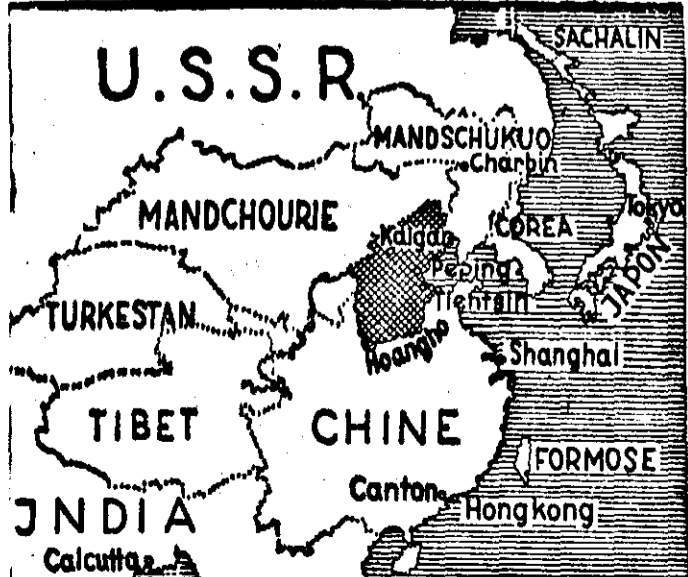 SACHALIN
U.S.S.R.
MANDSCHUKUO
Charbin
MANDCHOURIE
Tokyo
COREA
Kalgan
JAPON
Peping
Tientsin
TURKESTAN
Hoangho
Shanghai
TIBET
CHINE
FORMOSE
Canton
Hongkong
JNDIA
Calcutta